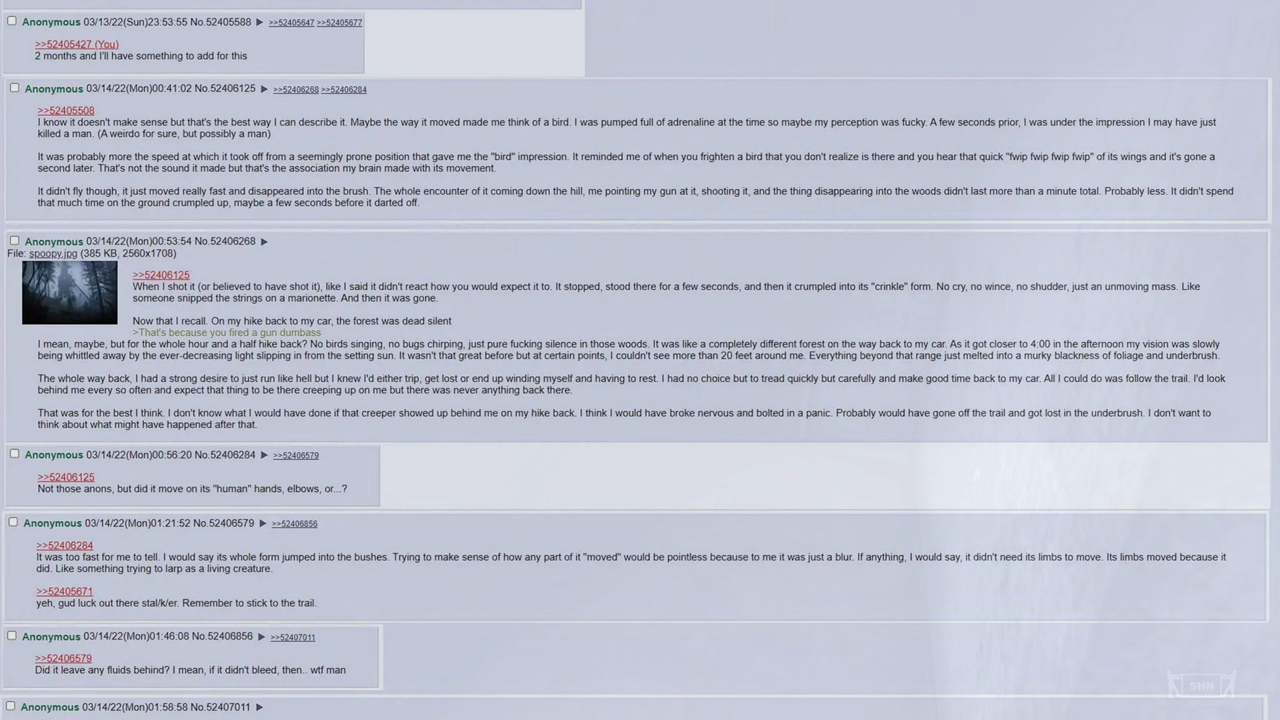 Anonymous 03/13/22(Sun)23:53:55 No.52405588 ▶ >>52405647 >>52405677
>>52405427 (You)
2 months and I'll have something to add for this
Anonymous 03/14/22(Mon)00:41:02 No.52406125 ▶ >>52406268 >>52406284
>>52405508
I know it doesn't make sense but that's the best way I can describe it. Maybe the way it moved made me think of a bird. I was pumped full of adrenaline at the time so maybe my perception was fucky. A few seconds prior, I was under the impression I may have just
killed a man. (A weirdo for sure, but possibly a man)
It was probably more the speed at which it took off from a seemingly prone position that gave me the "bird" impression. It reminded me of when you frighten a bird that you don't realize is there and you hear that quick "fwip fwip fwip fwip" of its wings and it's gone a
second later. That's not the sound it made but that's the association my brain made with its movement.
It didn't fly though, it just moved really fast and disappeared into the brush. The whole encounter of it coming down the hill, me pointing my gun at it, shooting it, and the thing disappearing into the woods didn't last more than a minute total. Probably less. It didn't spend
that much time on the ground crumpled up, maybe a few seconds before it darted off.
Anonymous 03/14/22(Mon)00:53:54 No.52406268 ▶
File: spoopy.jpg (385 KB, 2560x1708)
>>52406125
When I shot it (or believed to have shot it), like I said it didn't react how you would expect it to. It stopped, stood there for a few seconds, and then it crumpled into its "crinkle" form. No cry, no wince, no shudder, just an unmoving mass. Like
someone snipped the strings on a marionette. And then it was gone.
Now that I recall. On my hike back to my car, the forest was dead silent
>That's because you fired a gun dumbass
I mean, maybe, but for the whole hour and a half hike back? No birds singing, no bugs chirping, just pure fucking silence in those woods. It was like a completely different forest on the way back to my car. As it got closer to 4:00 in the afternoon my vision was slowly
being whittled away by the ever-decreasing light slipping in from the setting sun. It wasn't that great before but at certain points, I couldn't see more than 20 feet around me. Everything beyond that range just melted into a murky blackness of foliage and underbrush.
The whole way back, I had a strong desire to just run like hell but I knew I'd either trip, get lost or end up winding myself and having to rest. I had no choice but to tread quickly but carefully and make good time back to my car. All I could do was follow the trail. I'd look
behind me every so often and expect that thing to be there creeping up on me but there was never anything back there.
That was for the best I think. I don't know what I would have done if that creeper showed up behind me on my hike back. I think I would have broke nervous and bolted in a panic. Probably would have gone off the trail and got lost in the underbrush. I don't want to
think about what might have happened after that.
Anonymous 03/14/22(Mon)00:56:20 No.52406284 ▶ >>52406579
>>52406125
Not those anons, but did it move on its "human" hands, elbows, or...?
Anonymous 03/14/22(Mon)01:21:52 No.52406579 ▶ >>52406856
>>52406284
It was too fast for me to tell. I would say its whole form jumped into the bushes. Trying to make sense of how any part of it "moved" would be pointless because to me it was just a blur. If anything, I would say, it didn't need its limbs to move. Its limbs moved because it
did. Like something trying to larp as a living creature.
>>52405671
yeh, gud luck out there stal/k/er. Remember to stick to the trail.
Anonymous 03/14/22(Mon)01:46:08 No.52406856 ▶ >>52407011
>>52406579
Did it leave any fluids behind? I mean, if it didn't bleed, then.. wtf man
SHN
Anonymous 03/14/22(Mon)01:58:58 No.52407011 ▶